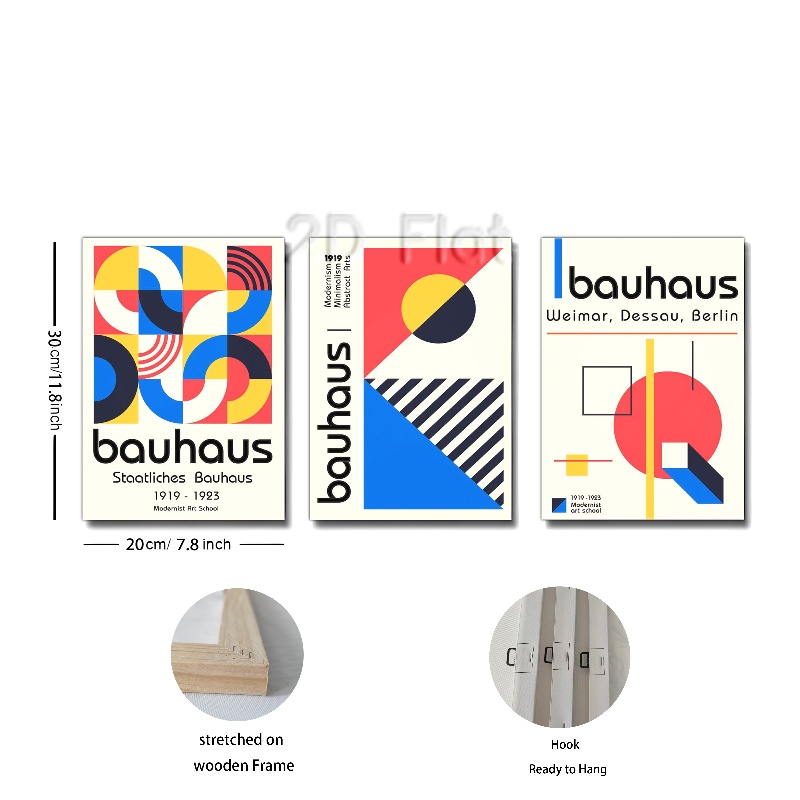 2D Flat
30cm/11.8inch
bauhaus
Staatliches Bauhaus
1919 - 1923
Modernist Art School
20cm/ 7.8 inch
1919
Modernism
Minimalism
Abstract Arts
bauhaus
bauhaus
Weimar, Dessau, Berlin
1919-1923
Modernist
art school
stretched on
wooden Frame
Hook
Ready to Hang